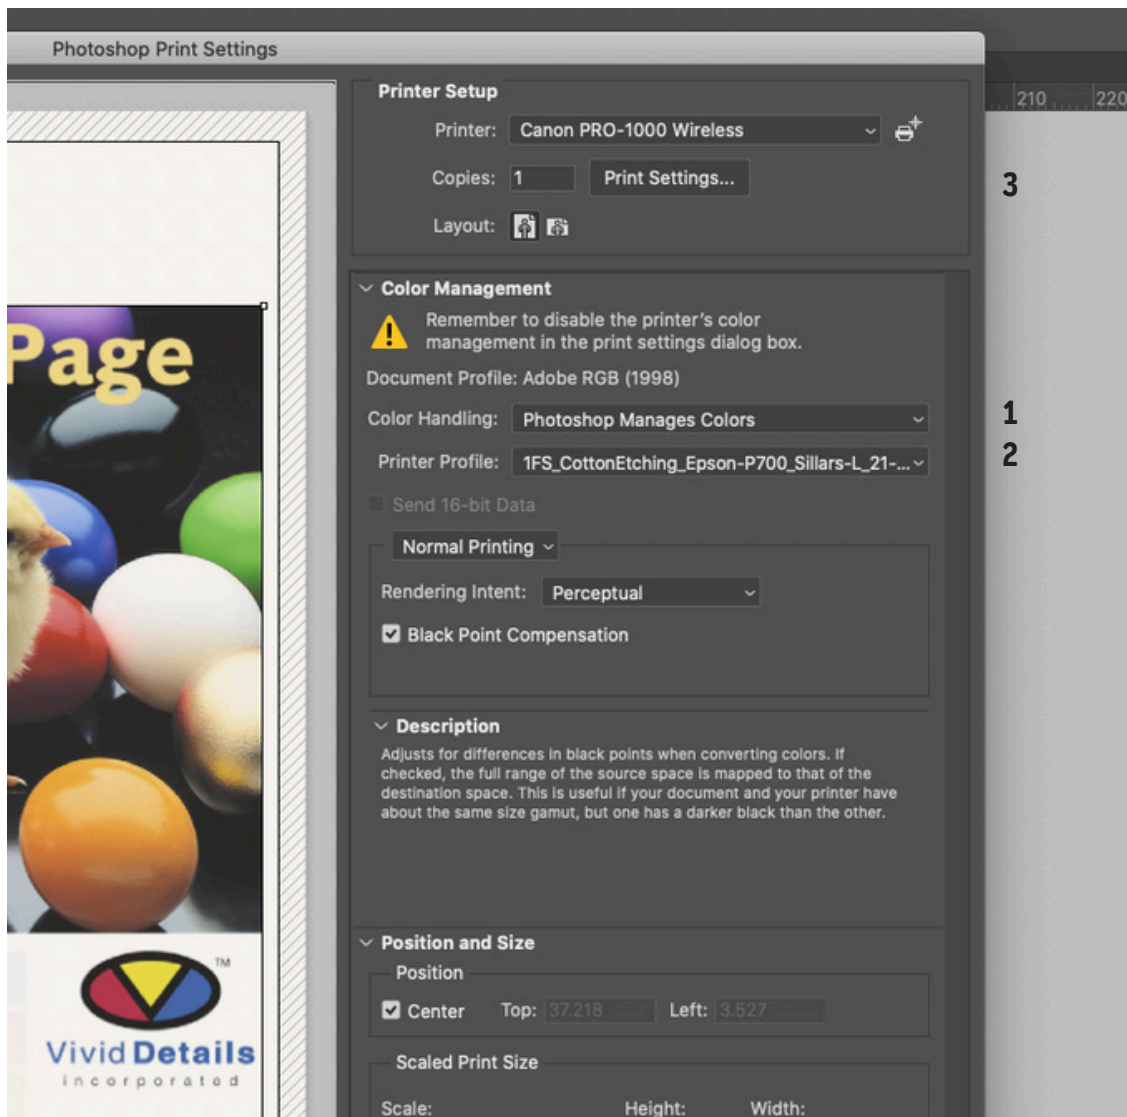 Photoshop Print Settings
Printer Setup
210 220
Printer: Canon PRO-1000 Wireless
Copies: 1 Print Settings...
3
Layout:
Color Management
Remember to disable the printer's color
management in the print settings dialog box.
Document Profile: Adobe RGB (1998)
Color Handling: Photoshop Manages Colors
1
Printer Profile: 1FS_CottonEtching_Epson-P700_Sillars-L_21-...
2
Send 16-bit Data
Normal Printing
Rendering Intent: Perceptual
Black Point Compensation
Description
Adjusts for differences in black points when converting colors. If
checked, the full range of the source space is mapped to that of the
destination space. This is useful if your document and your printer have
about the same size gamut, but one has a darker black than the other.
Position and Size
Position
Center Top: 37.218 Left: 3.527
Scaled Print Size
Scale: Height: Width:
Page
TM
Vivid Details
incorporated